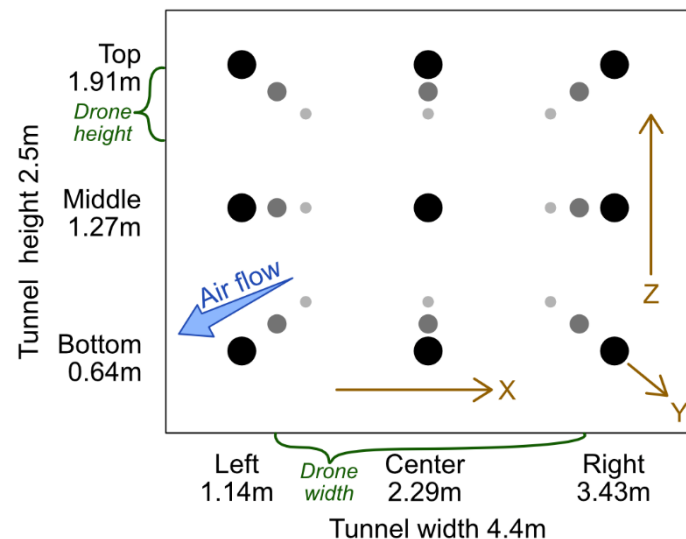 Top
1.91m
Drone
height
Tunnel height 2.5m
Middle
1.27m
Air flow
Z
Bottom
0.64m
X
Y
Left
1.14m
Drone
width
Center
2.29m
Right
3.43m
Tunnel width 4.4m